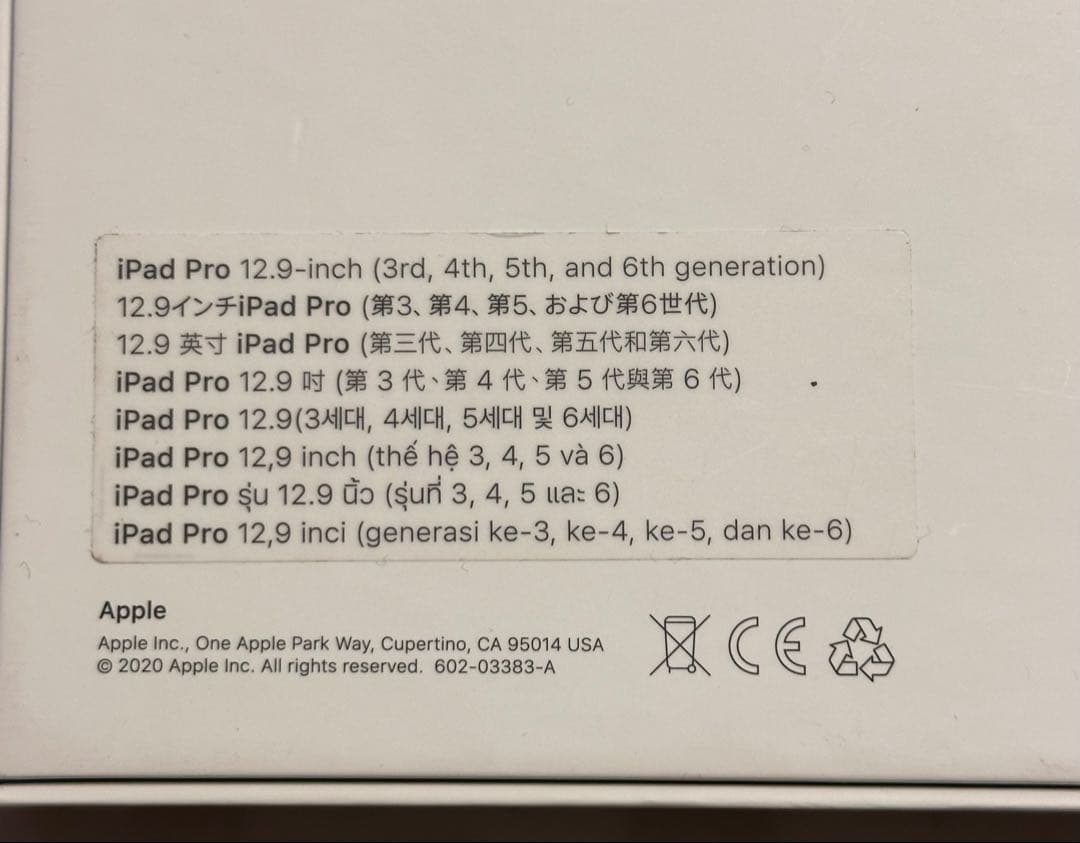 iPad Pro 12.9-inch (3rd, 4th, 5th, and 6th generation)
12.9インチiPad Pro (第3、第4、第5、および第6世代)
12.9 英寸 iPad Pro (第三代、第四代、第五代和第六代)
iPad Pro 12.9 吋 (第 3 代、第 4 代、第 5 代與第 6 代)
iPad Pro 12.9(3세대, 4세대, 5세대 및 6세대)
iPad Pro 12,9 inch (thế hệ 3, 4, 5 và 6)
iPad Pro รุ่น 12.9 นิ้ว (รุ่นที่ 3, 4, 5 และ 6)
iPad Pro 12,9 inci (generasi ke-3, ke-4, ke-5, dan ke-6)
Apple
Apple Inc., One Apple Park Way, Cupertino, CA 95014 USA
© 2020 Apple Inc. All rights reserved. 602-03383-A
CE